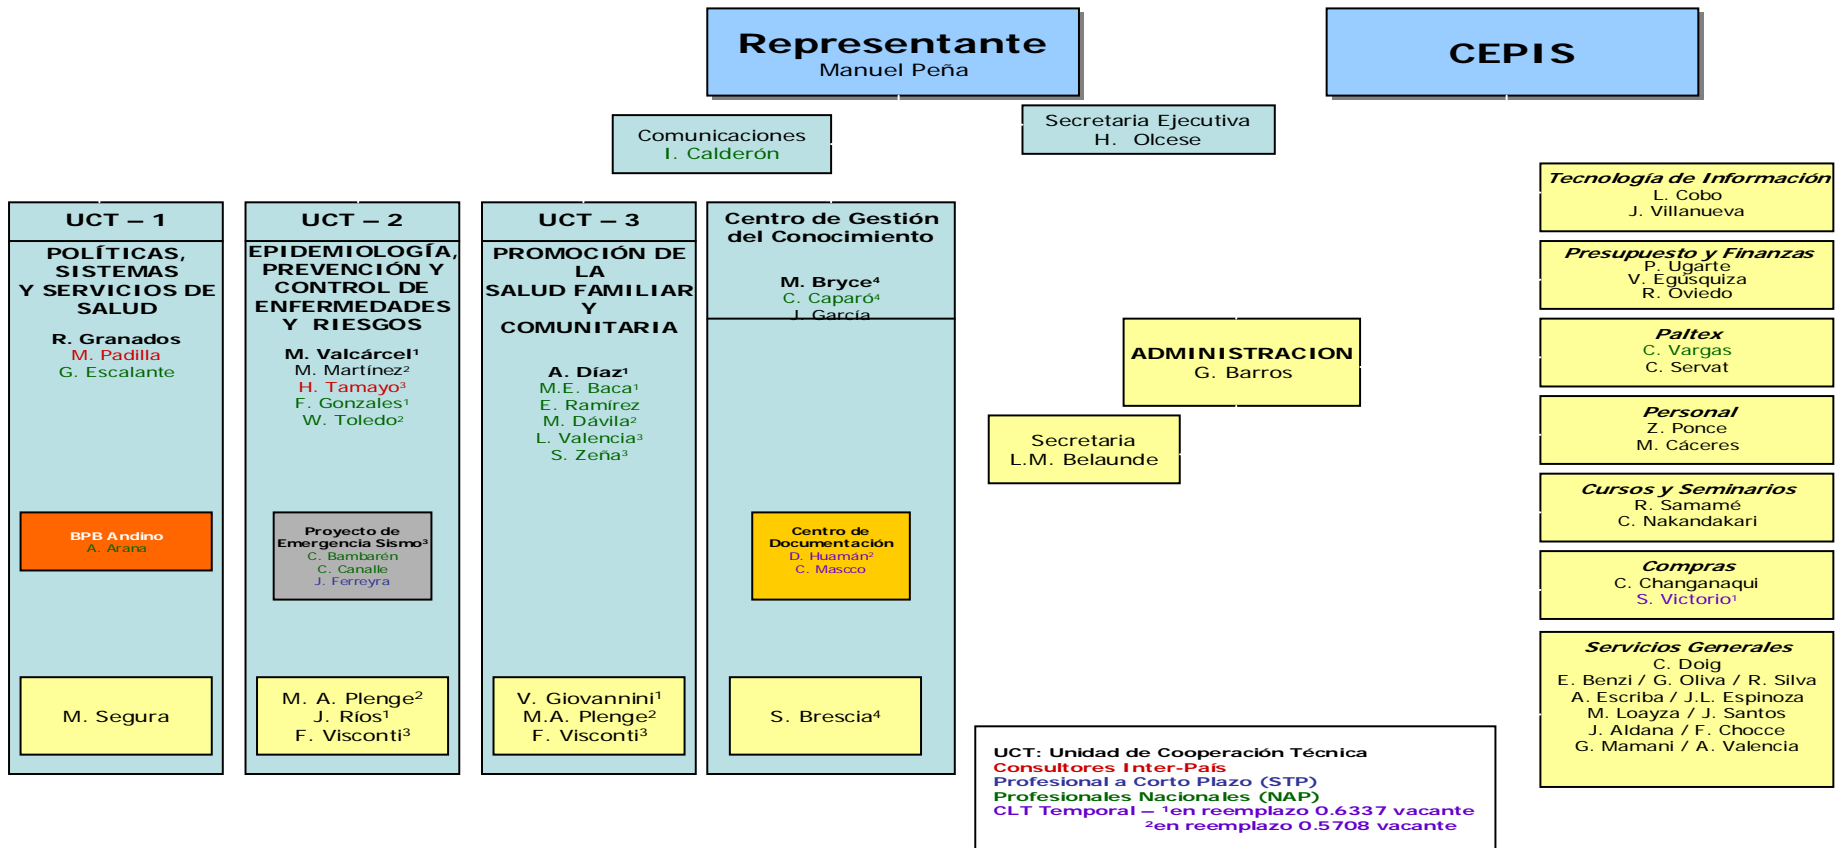 Representante
Manuel Peña
CEPIS
Comunicaciones
I. Calderón
Secretaria Ejecutiva
H. Olcese
UCT – 1
POLÍTICAS,
SISTEMAS
Y SERVICIOS DE
SALUD
R. Granados
M. Padilla
G. Escalante
BPB Andino
A. Arana
M. Segura
UCT – 2
EPIDEMIOLOGÍA,
PREVENCIÓN Y
CONTROL DE
ENFERMEDADES
Y RIESGOS
M. Valcárcel¹
M. Martínez²
H. Tamayo³
F. Gonzales¹
W. Toledo²
Proyecto de
Emergencia Sismo³
C. Bambarén
C. Canalle
J. Ferreyra
M. A. Plenge²
J. Ríos¹
F. Visconti³
UCT – 3
PROMOCIÓN DE
LA
SALUD FAMILIAR
Y
COMUNITARIA
A. Díaz¹
M.E. Baca¹
E. Ramírez
M. Dávila²
L. Valencia³
S. Zeña³
V. Giovannini¹
M.A. Plenge²
F. Visconti³
Centro de Gestión
del Conocimiento
M. Bryce⁴
C. Caparó⁴
J. García
Centro de
Documentación
D. Huamán²
C. Mascco
S. Brescia⁴
ADMINISTRACION
G. Barros
Secretaria
L.M. Belaunde
Tecnología de Información
L. Cobo
J. Villanueva
Presupuesto y Finanzas
P. Ugarte
V. Egúsquiza
R. Oviedo
Paltex
C. Vargas
C. Servat
Personal
Z. Ponce
M. Cáceres
Cursos y Seminarios
R. Samamé
C. Nakandakari
Compras
C. Changanaqui
S. Victorio¹
Servicios Generales
C. Doig
E. Benzi / G. Oliva / R. Silva
A. Escriba / J.L. Espinoza
M. Loayza / J. Santos
J. Aldana / F. Chocce
G. Mamani / A. Valencia
UCT: Unidad de Cooperación Técnica
Consultores Inter-País
Profesional a Corto Plazo (STP)
Profesionales Nacionales (NAP)
CLT Temporal – ¹en reemplazo 0.6337 vacante
²en reemplazo 0.5708 vacante